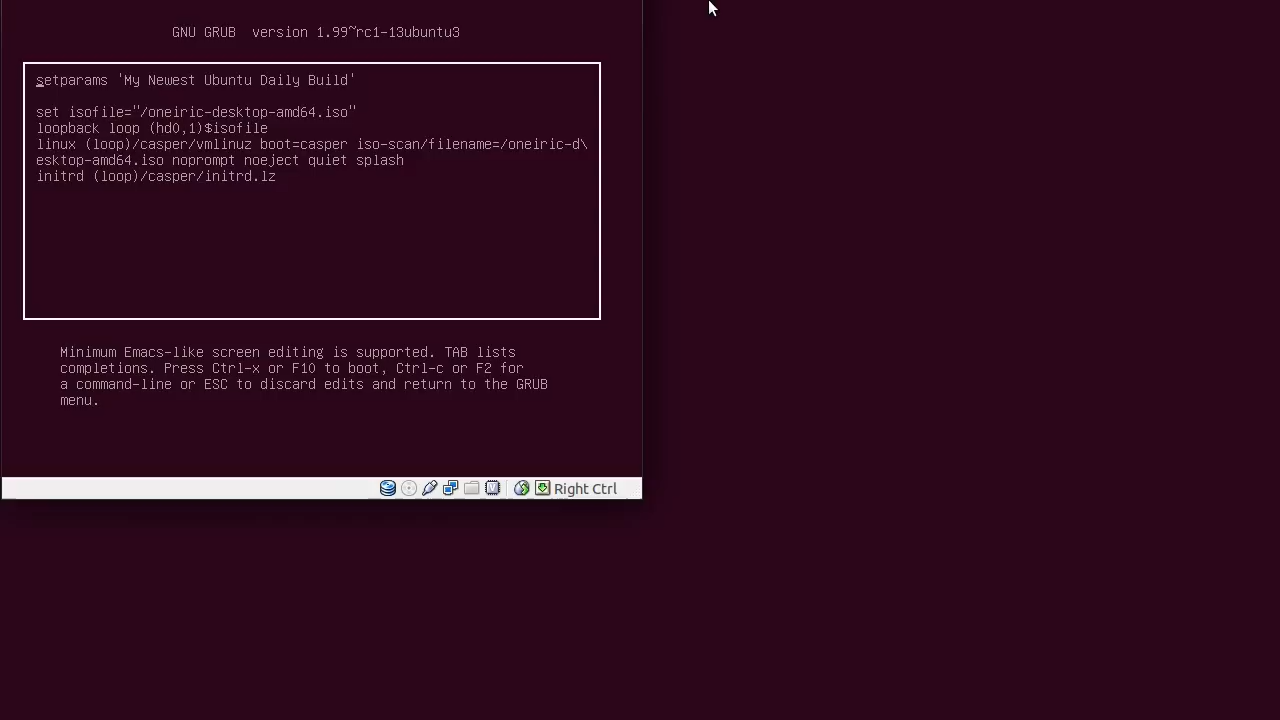 GNU GRUB  version 1.99~rc1-13ubuntu3
setparams 'My Newest Ubuntu Daily Build'
set isofile="/oneiric-desktop-amd64.iso"
loopback loop (hd0,1)$isofile
linux (loop)/casper/vmlinuz boot=casper iso-scan/filename=/oneiric-d\
esktop-amd64.iso noprompt noeject quiet splash
initrd (loop)/casper/initrd.lz
Minimum Emacs-like screen editing is supported. TAB lists
completions. Press Ctrl-x or F10 to boot, Ctrl-c or F2 for
a command-line or ESC to discard edits and return to the GRUB
menu.
Right Ctrl